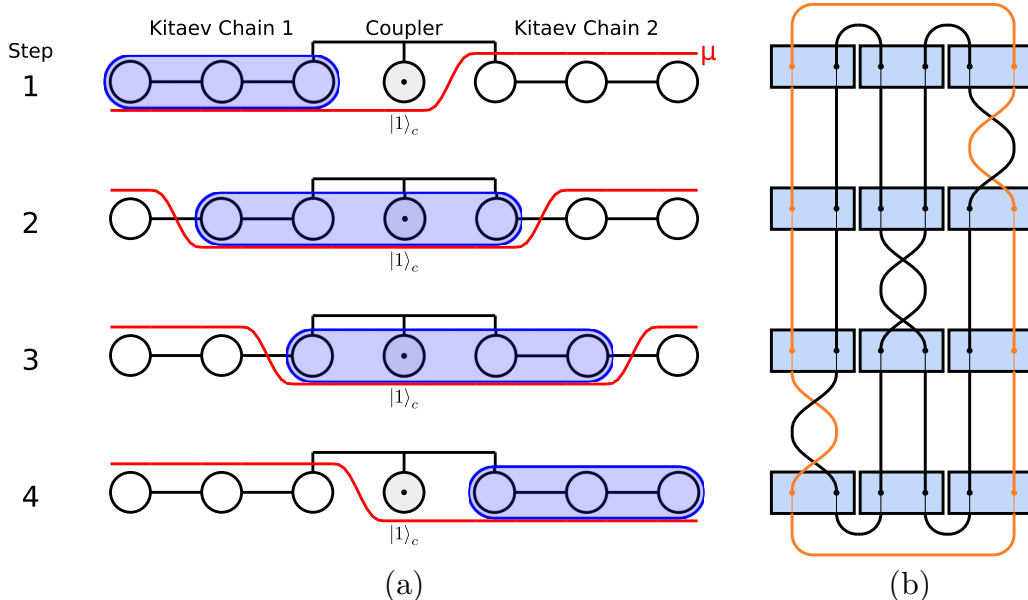 Kitaev Chain 1 Coupler Kitaev Chain 2
Step
μ
1
|1⟩c
2
|1⟩c
3
|1⟩c
4
|1⟩c
(a) (b)